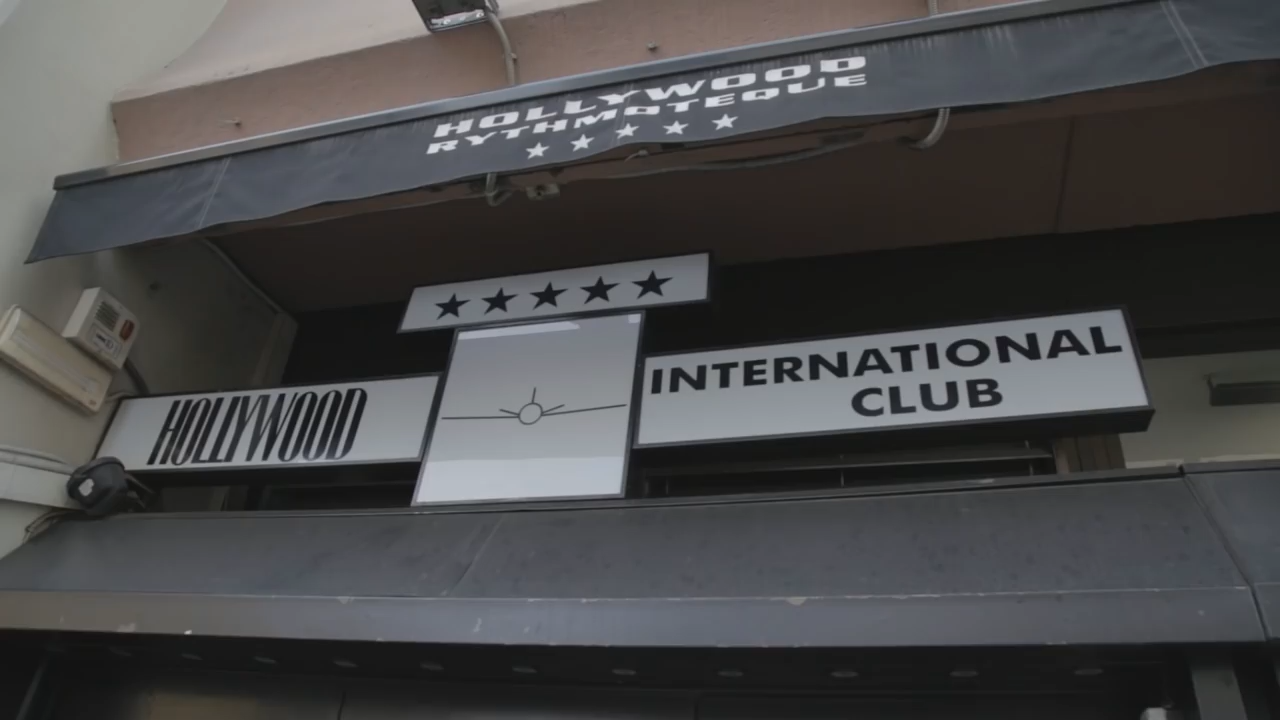 HOLLYWOOD
RYTHMOTEQUE
HOLLYWOOD
INTERNATIONAL
CLUB